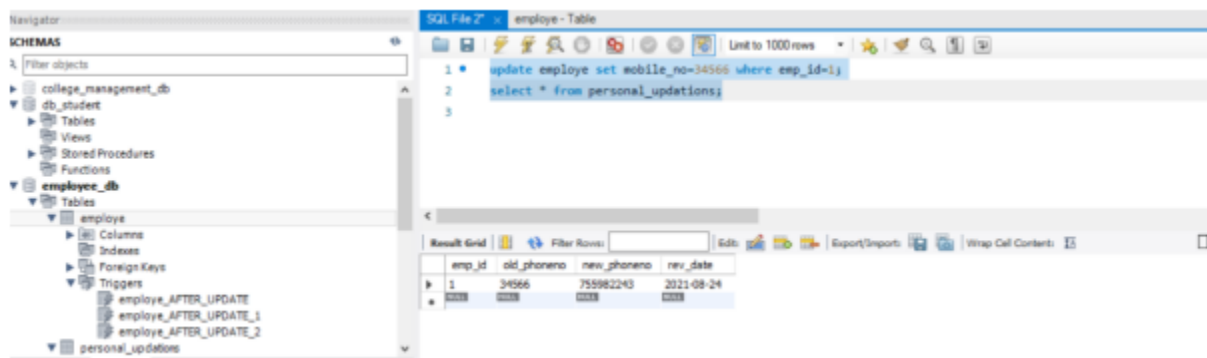 Navigator
SCHEMAS
Filter objects
college_management_db
db_student
Tables
Views
Stored Procedures
Functions
employee_db
Tables
employe
Columns
Indexes
Foreign Keys
Triggers
employe_AFTER_UPDATE
employe_AFTER_UPDATE_1
employe_AFTER_UPDATE_2
personal_updations
SQL File 2* × employe - Table
Limit to 1000 rows
1 update employe set mobile_no=34566 where emp_id=1;
2 select * from personal_updations;
3
Result Grid Filter Rows: Edit: Export/Import: Wrap Cell Content:
emp_id old_phoneno new_phoneno rev_date
1 34566 755982243 2021-08-24
NULL NULL NULL NULL